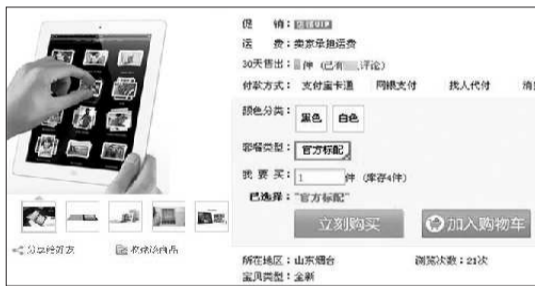 促 销：
运 费：卖家承担运费
30天售出： 件 (已有 评论)
付款方式： 支付宝卡通 网银支付 找人代付
颜色分类： 黑色 白色
套餐类型： 官方标配
我 要 买： 1 件 (库存4件)
已选择："官方标配"
立刻购买 加入购物车
分享给好友 收藏该商品
所在地区：山东烟台 浏览次数：21次
宝贝类型：全新